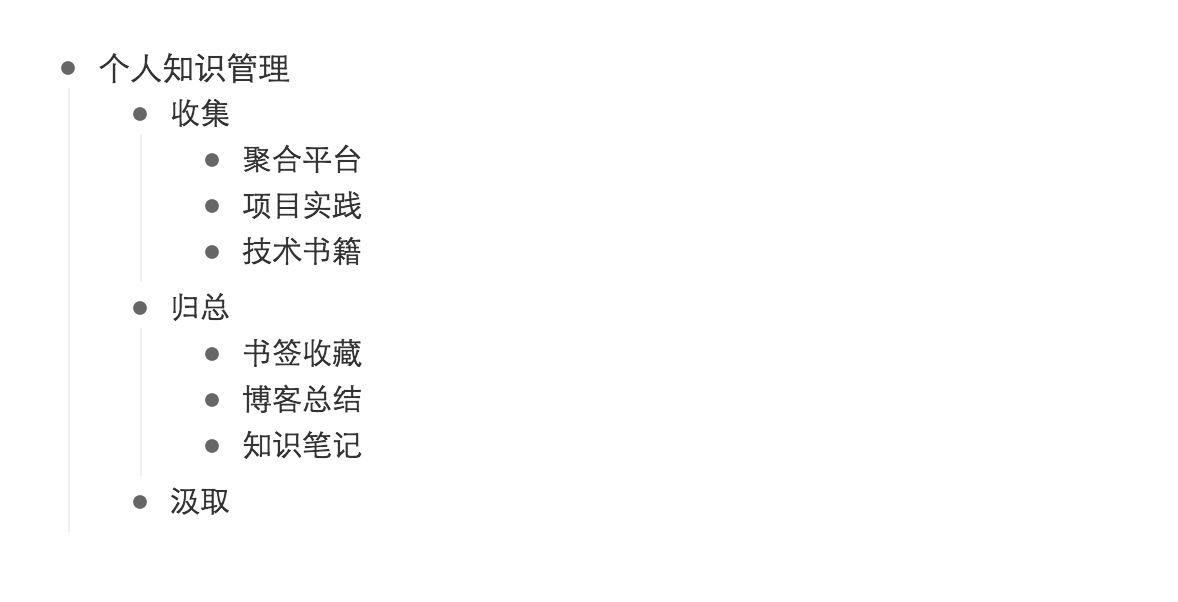 个人知识管理
收集
聚合平台
项目实践
技术书籍
归总
书签收藏
博客总结
知识笔记
汲取